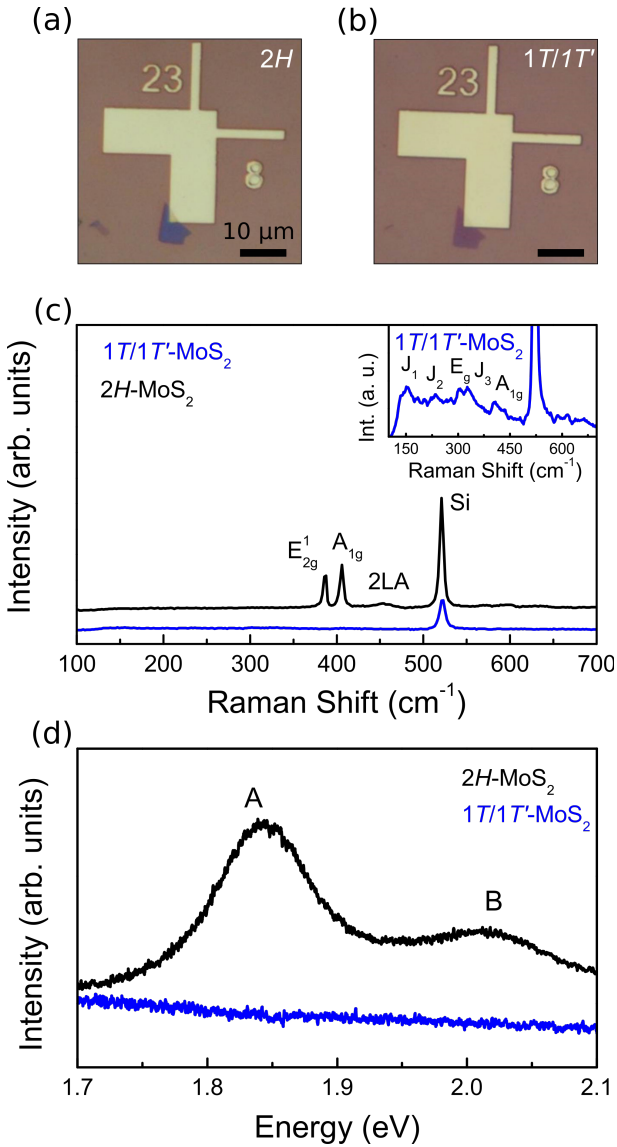 (a)
(b)
23
2H
8
10 μm
23
1T/1T'
8
(c)
1T/1T'-MoS₂
2H-MoS₂
Intensity (arb. units)
1T/1T'-MoS₂
J₁ J₂ E_g J₃ A₁g
Int. (a. u.)
150 300 450 600
Raman Shift (cm⁻¹)
Si
E¹₂g
A₁g
2LA
100 200 300 400 500 600 700
Raman Shift (cm⁻¹)
(d)
2H-MoS₂
1T/1T'-MoS₂
A
B
Intensity (arb. units)
1.7 1.8 1.9 2.0 2.1
Energy (eV)